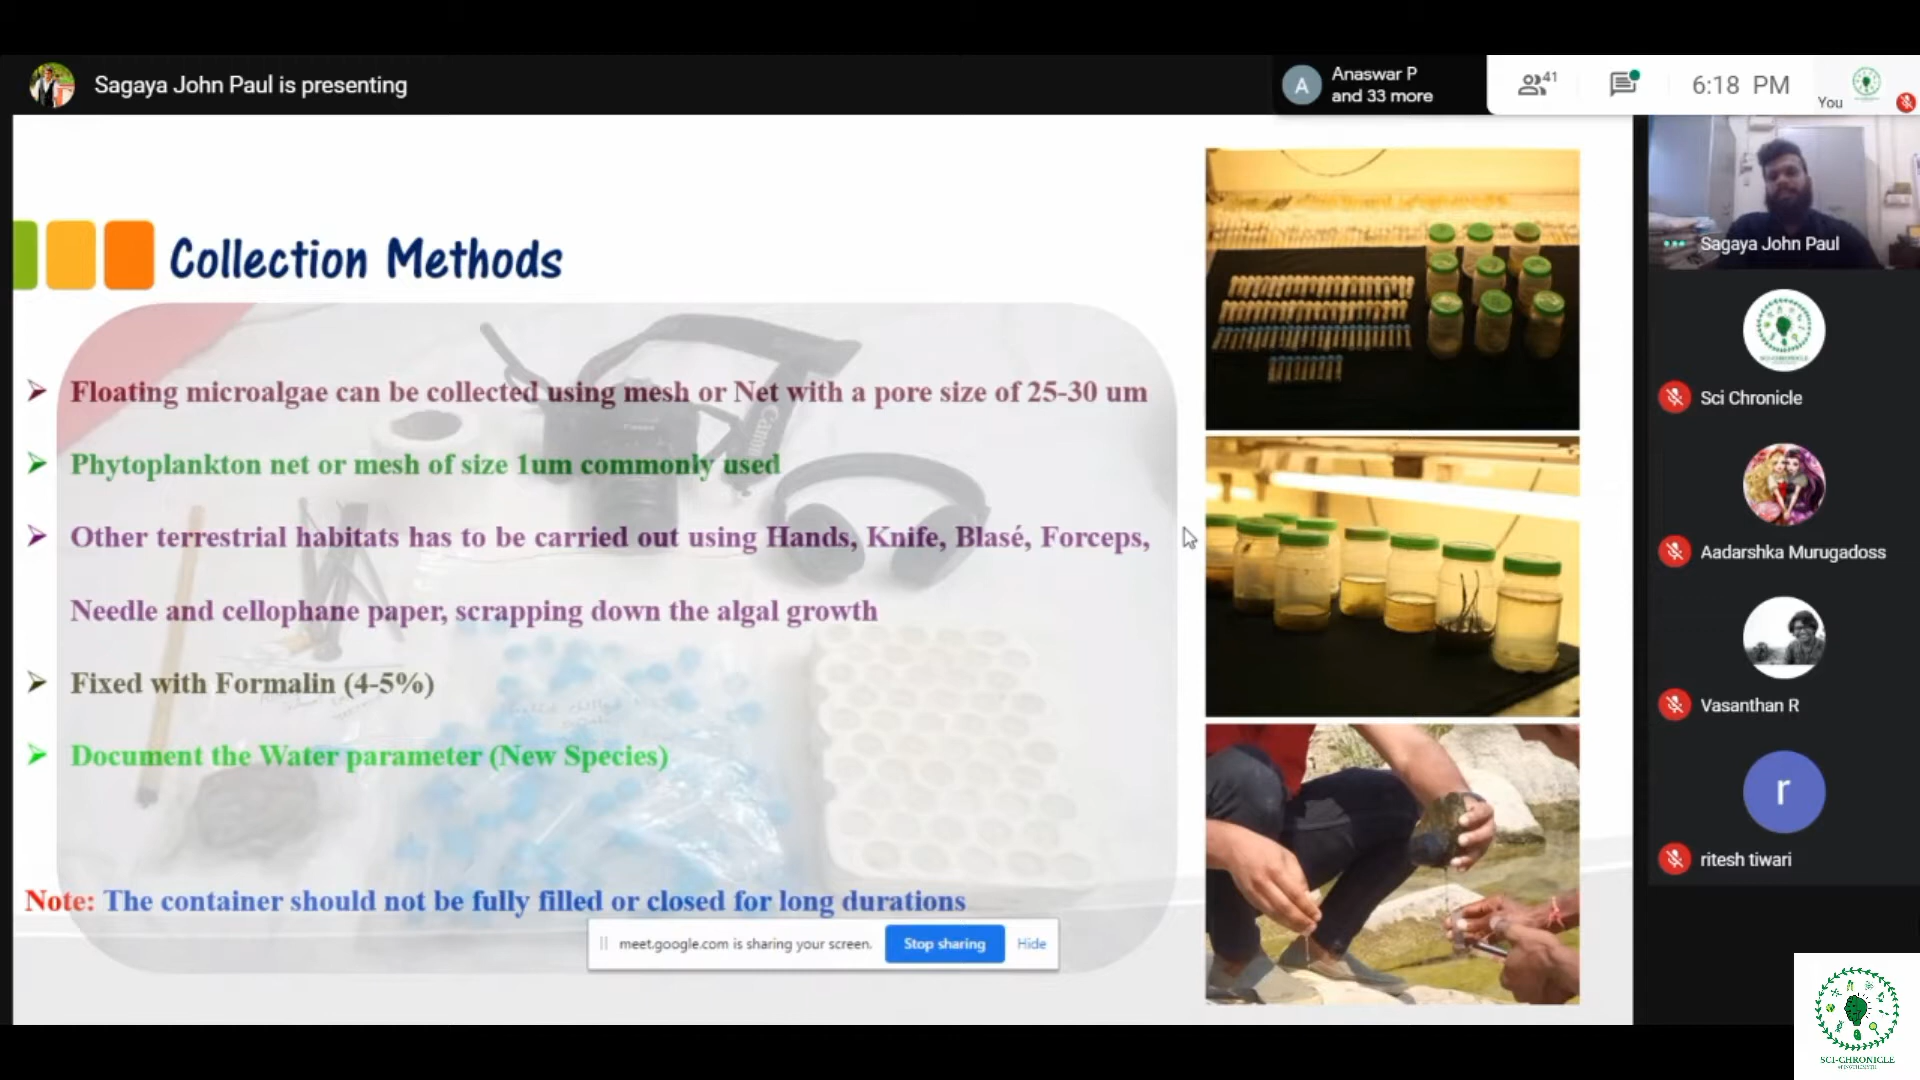 Sagaya John Paul is presenting
A
Anaswar P
and 33 more
41
6:18 PM
You
Collection Methods
Floating microalgae can be collected using mesh or Net with a pore size of 25-30 um
Phytoplankton net or mesh of size 1um commonly used
Other terrestrial habitats has to be carried out using Hands, Knife, Blasé, Forceps,
Needle and cellophane paper, scrapping down the algal growth
Fixed with Formalin (4-5%)
Document the Water parameter (New Species)
Note: The container should not be fully filled or closed for long durations
meet.google.com is sharing your screen.
Stop sharing
Hide
Canon
Sagaya John Paul
SCI-CHRONICLE
Sci Chronicle
Aadarshka Murugadoss
Vasanthan R
r
ritesh tiwari
SCI-CHRONICLE